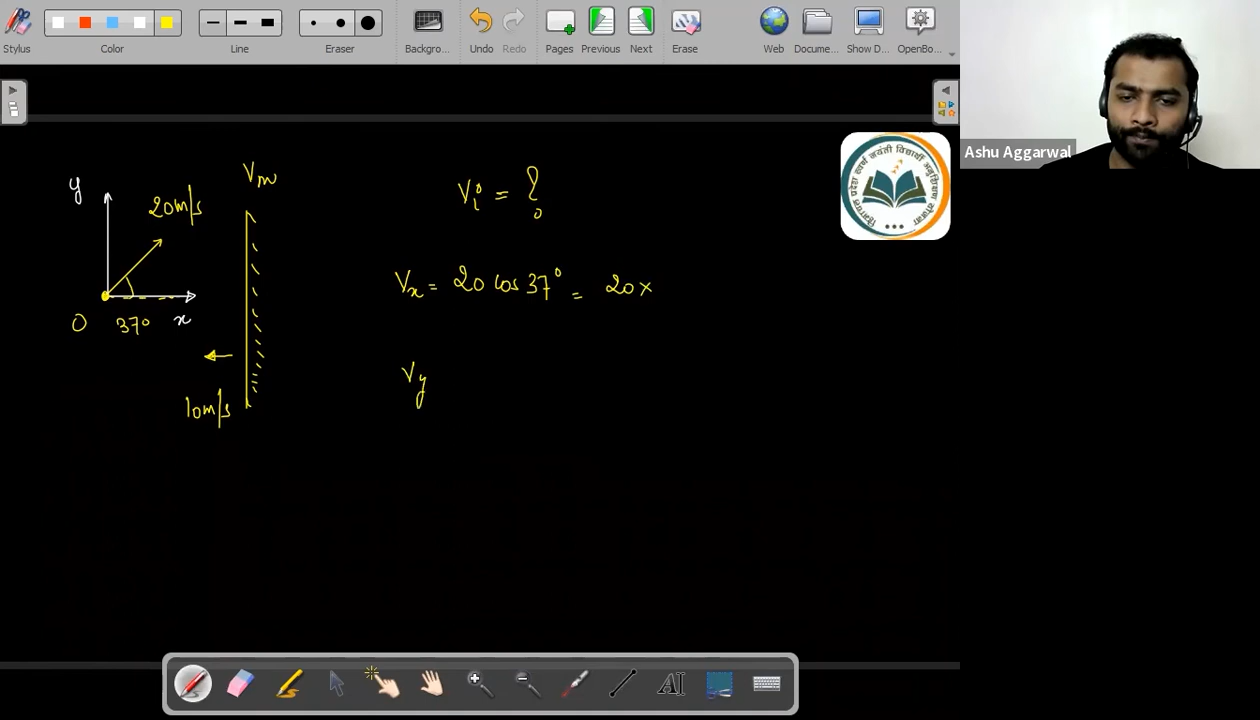 Stylus
Color
Line
Eraser
Backgro...
Undo
Redo
Pages
Previous
Next
Erase
Web
Docume...
Show D...
OpenBo...
Ashu Aggarwal
y
20m/s
Vm
O
37°
x
10m/s
Vi = ?
Vx = 20 cos 37° = 20 ×
Vy